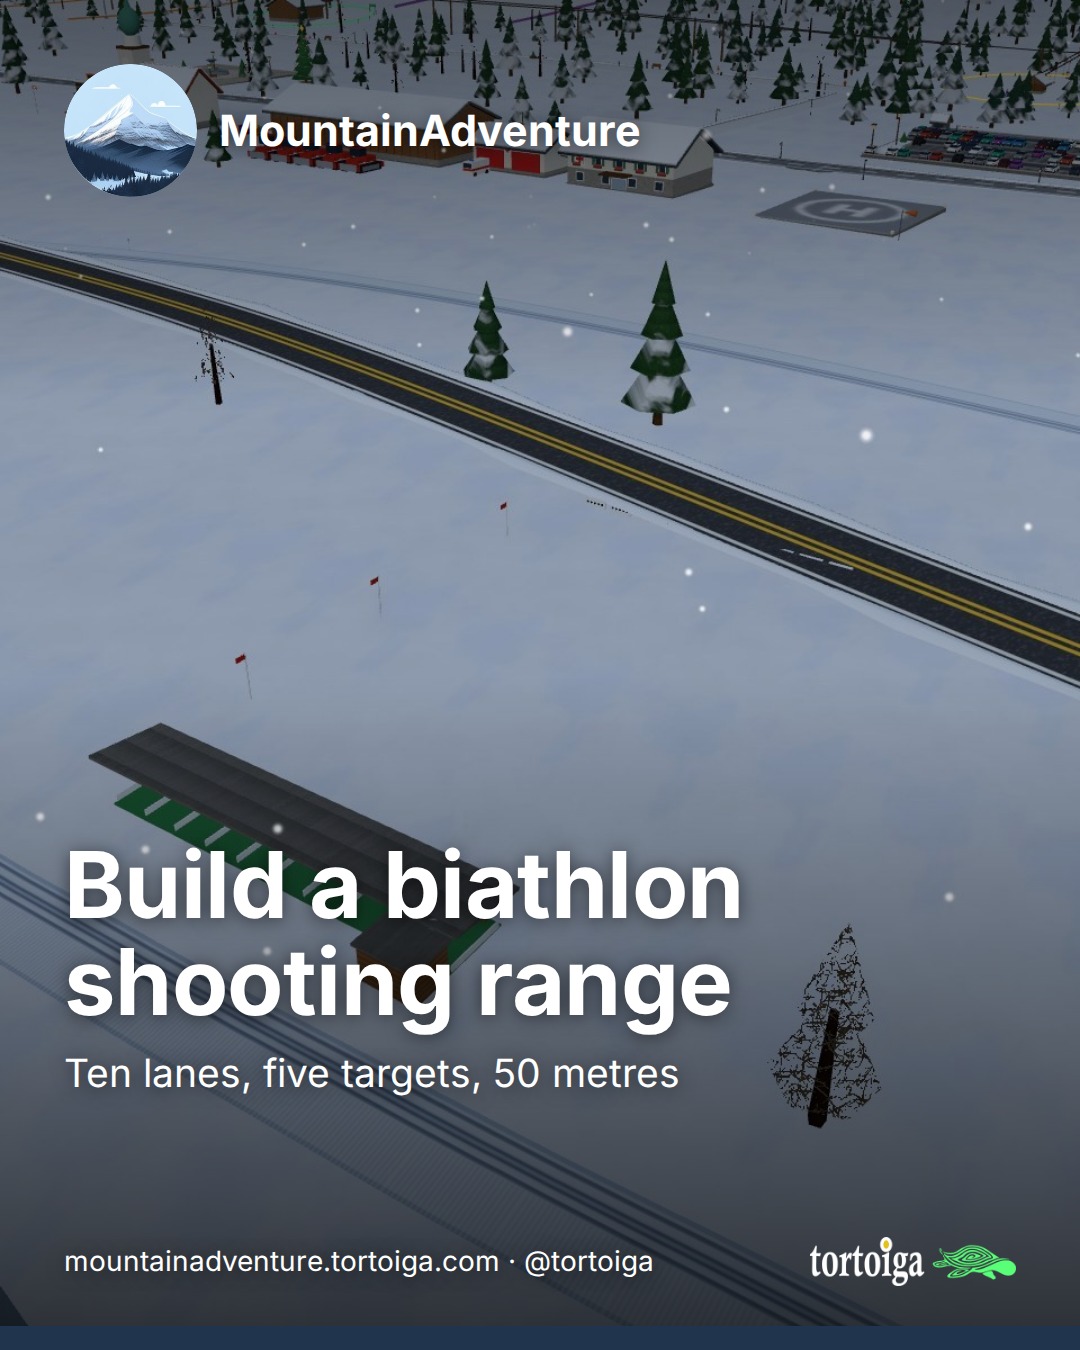 MountainAdventure
H
Build a biathlon
shooting range
Ten lanes, five targets, 50 metres
mountainadventure.tortoiga.com · @tortoiga
tortoiga